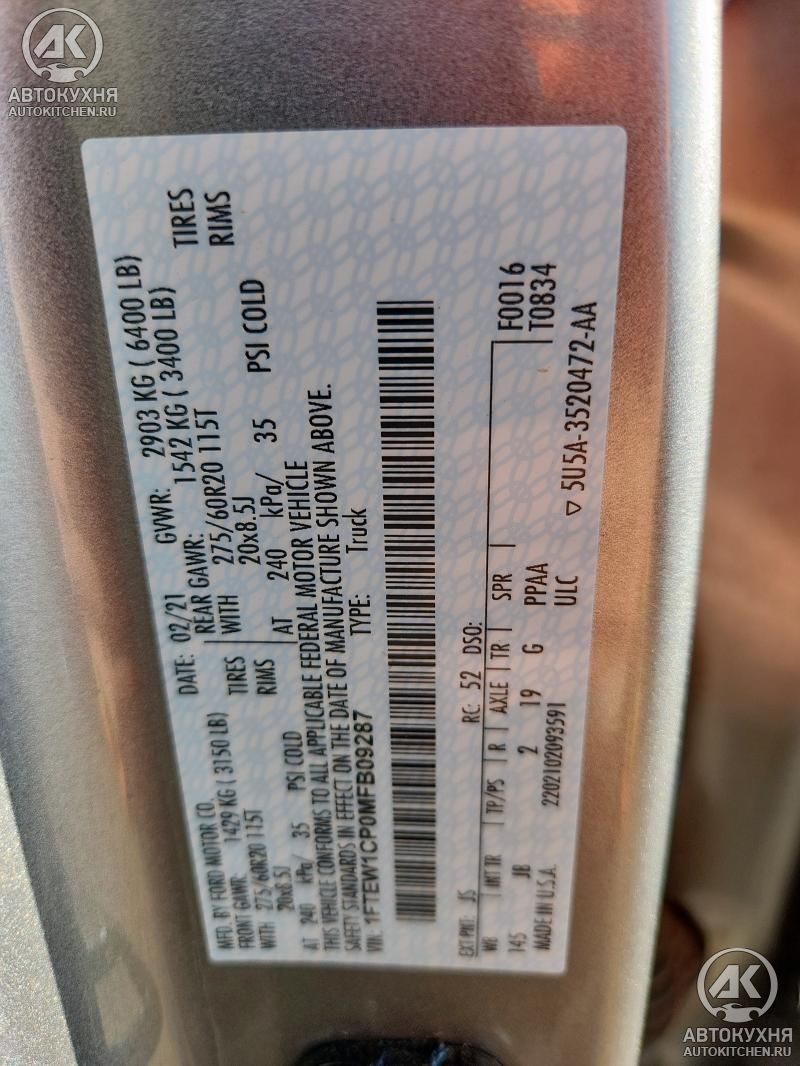 AK
АВТОКУХНЯ
AUTOKITCHEN.RU
MFD. BY FORD MOTOR CO.
DATE: 02/21 GVWR: 2903 KG ( 6400 LB)
FRONT GAWR: 1429 KG ( 3150 LB) REAR GAWR: 1542 KG ( 3400 LB)
WITH 275/60R20 115T TIRES WITH 275/60R20 115T TIRES
20x8.5J RIMS 20x8.5J RIMS
AT 240 kPa/ 35 PSI COLD AT 240 kPa/ 35 PSI COLD
THIS VEHICLE CONFORMS TO ALL APPLICABLE FEDERAL MOTOR VEHICLE
SAFETY STANDARDS IN EFFECT ON THE DATE OF MANUFACTURE SHOWN ABOVE.
VIN: 1FTEW1CP0MFB09287 TYPE: Truck
EXT PNT: JS RC: 52 DSO:
WB INT TR TP/PS R AXLE TR SPR F0016
145 JB 2 19 G PPAA T0834
ULC
MADE IN U.S.A. 2202102093591 ▽ 5U5A-3520472-AA
AK
АВТОКУХНЯ
AUTOKITCHEN.RU